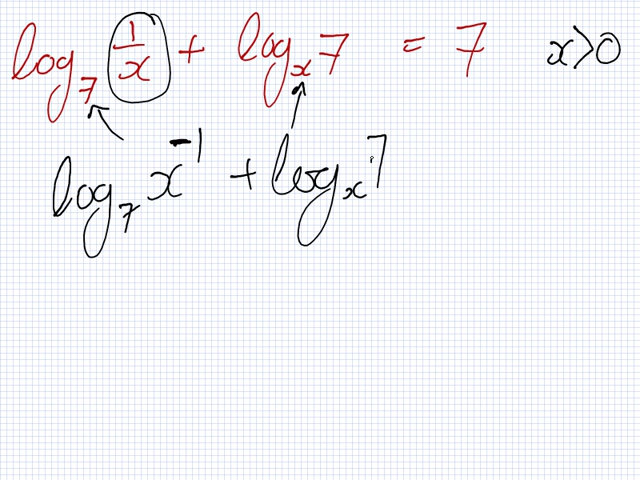 log₇ 1/x + logₓ 7 = 7 x>0
log₇ x⁻¹ + logₓ 7